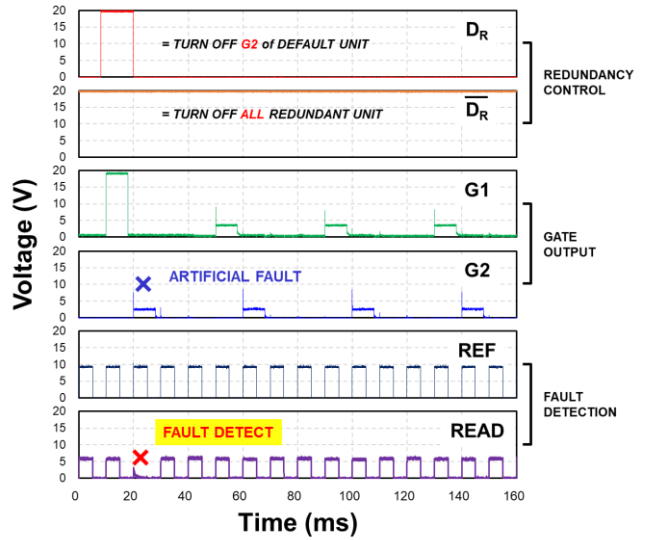 20
15
10
5
0
D_R
= TURN OFF G2 of DEFAULT UNIT
20
15
10
5
0
D̅_R
= TURN OFF ALL REDUNDANT UNIT
REDUNDANCY
CONTROL
20
15
10
5
0
G1
20
15
10
5
0
G2
ARTIFICIAL FAULT
GATE
OUTPUT
20
15
10
5
0
REF
20
15
10
5
0
READ
FAULT DETECT
FAULT
DETECTION
Voltage (V)
0 20 40 60 80 100 120 140 160
Time (ms)